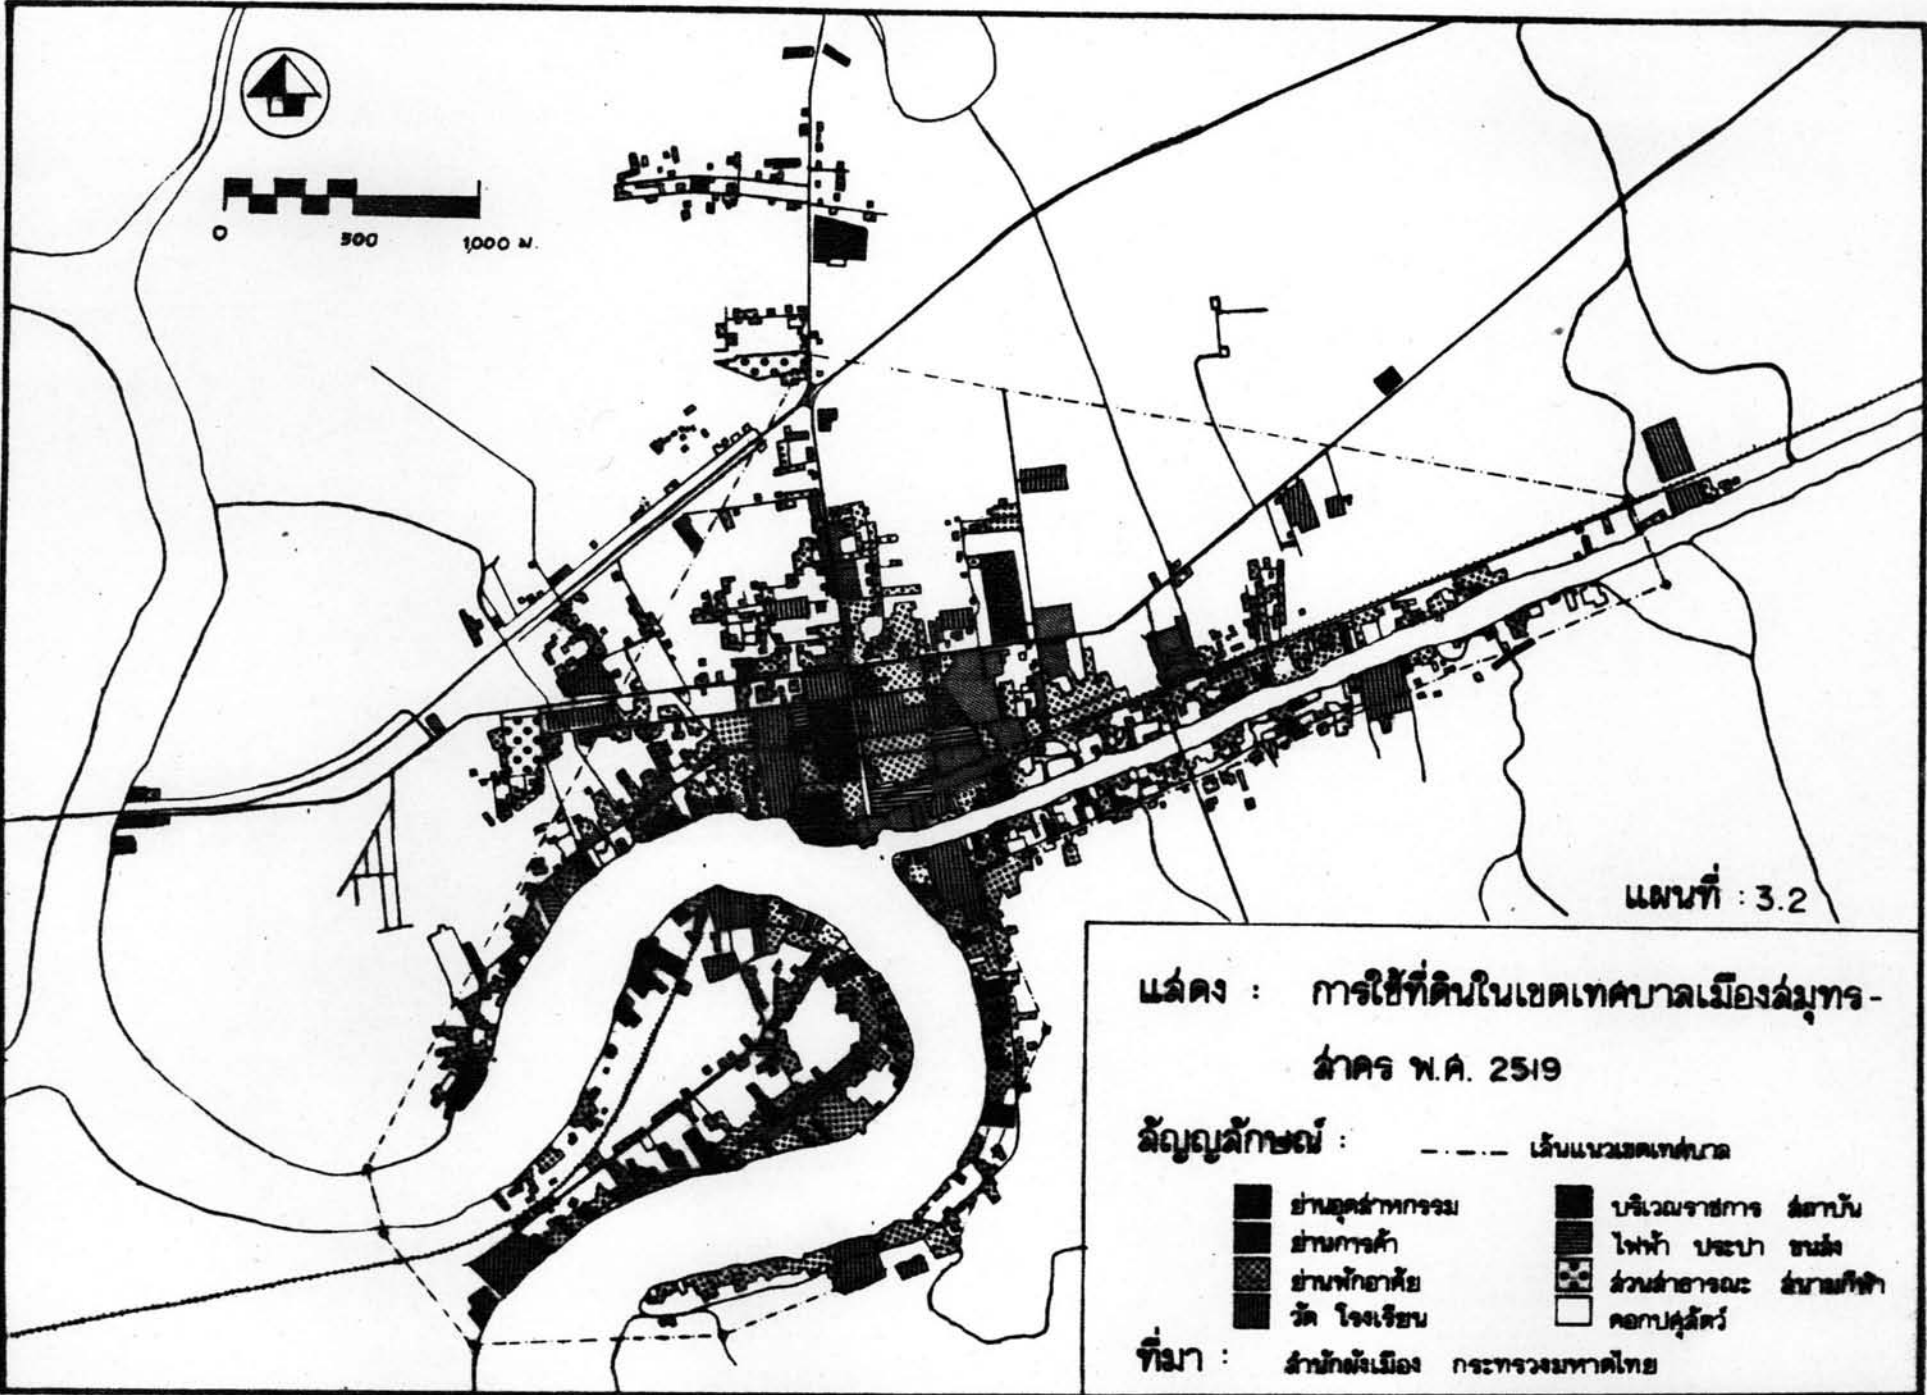 0 500 1,000 ม.
แผนที่ : 3.2
แสดง : การใช้ที่ดินในเขตเทศบาลเมืองสมุทร-
สาคร พ.ศ. 2519
สัญญลักษณ์ : เส้นแนวเขตเทศบาล
ย่านอุตสาหกรรม
ย่านการค้า
ย่านพักอาศัย
วัด โรงเรียน
บริเวณราชการ สถาบัน
ไฟฟ้า ประปา ขนส่ง
สวนสาธารณะ สนามกีฬา
คอกปศุสัตว์
ที่มา : สำนักผังเมือง กระทรวงมหาดไทย